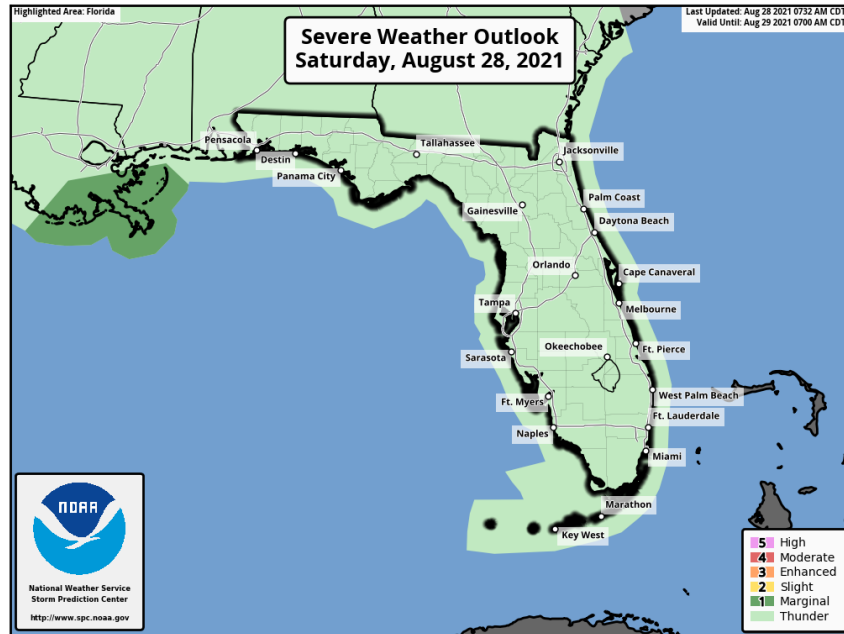 Highlighted Area: Florida
Last Updated: Aug 28 2021 0732 AM CDT
Valid Until: Aug 29 2021 0700 AM CDT
Severe Weather Outlook
Saturday, August 28, 2021
Pensacola
Destin
Panama City
Tallahassee
Jacksonville
Gainesville
Palm Coast
Daytona Beach
Orlando
Cape Canaveral
Tampa
Melbourne
Sarasota
Okeechobee
Ft. Pierce
Ft. Myers
West Palm Beach
Naples
Ft. Lauderdale
Miami
Marathon
Key West
NOAA
National Weather Service
Storm Prediction Center
http://www.spc.noaa.gov
5 High
4 Moderate
3 Enhanced
2 Slight
1 Marginal
Thunder